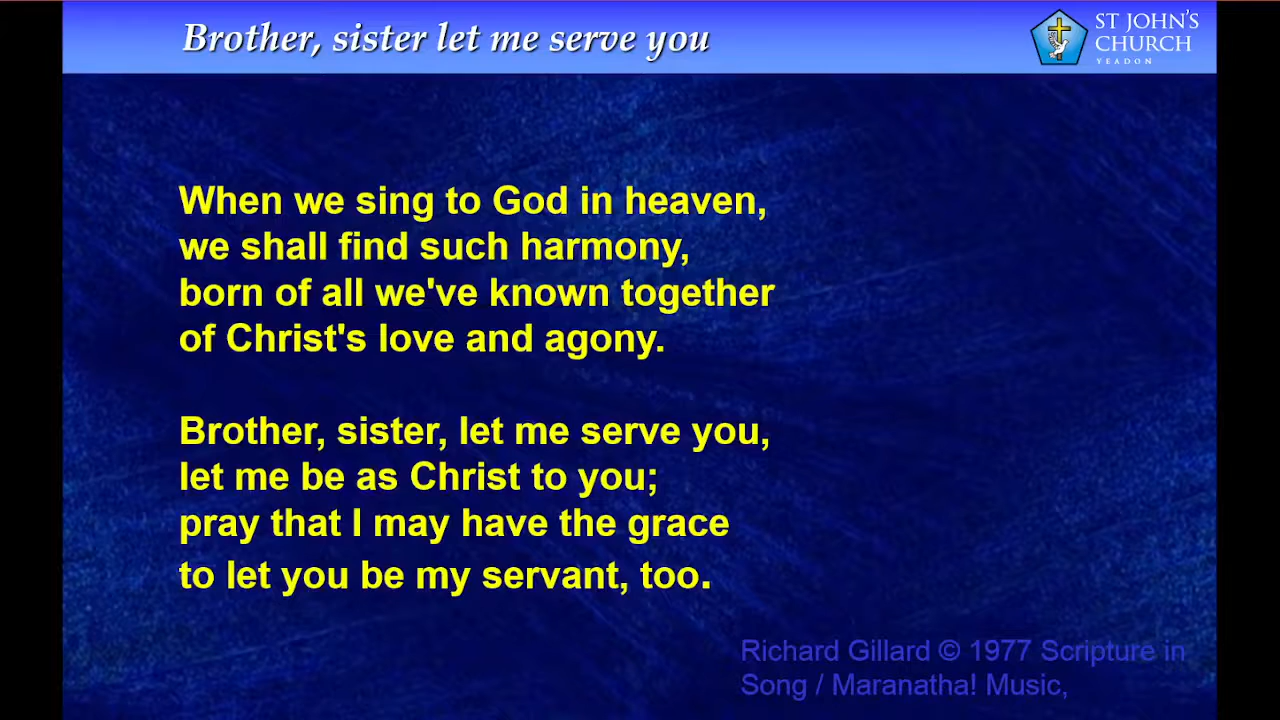 Brother, sister let me serve you
ST JOHN'S
CHURCH
YEADON
When we sing to God in heaven,
we shall find such harmony,
born of all we've known together
of Christ's love and agony.
Brother, sister, let me serve you,
let me be as Christ to you;
pray that I may have the grace
to let you be my servant, too.
Richard Gillard © 1977 Scripture in
Song / Maranatha! Music,